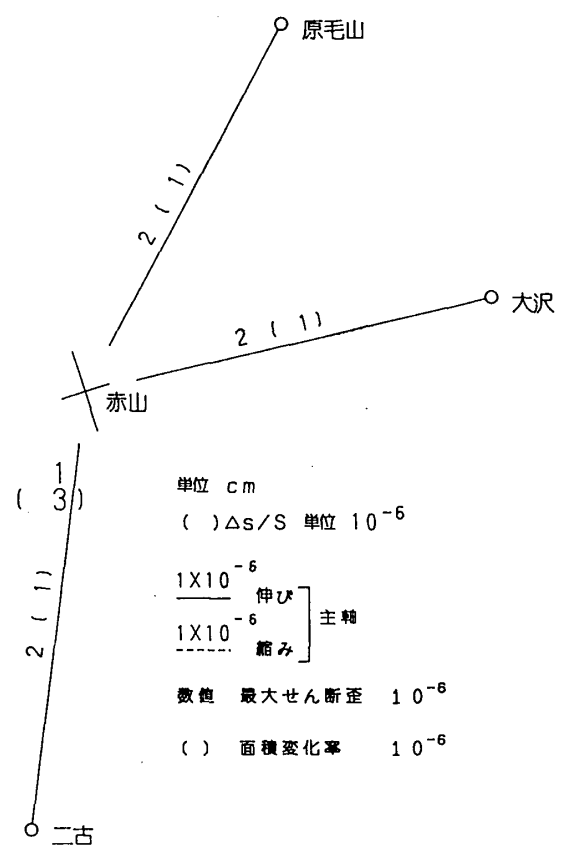 原毛山
2 ( 1)
大沢
2 ( 1)
赤山
1
( 3)
2 ( 1)
二古
単位 cm
( )△s/S 単位 10⁻⁶
1X10⁻⁶ 伸び
主軸
1X10⁻⁶ 縮み
数値 最大せん断歪 10⁻⁶
( ) 面積変化率 10⁻⁶